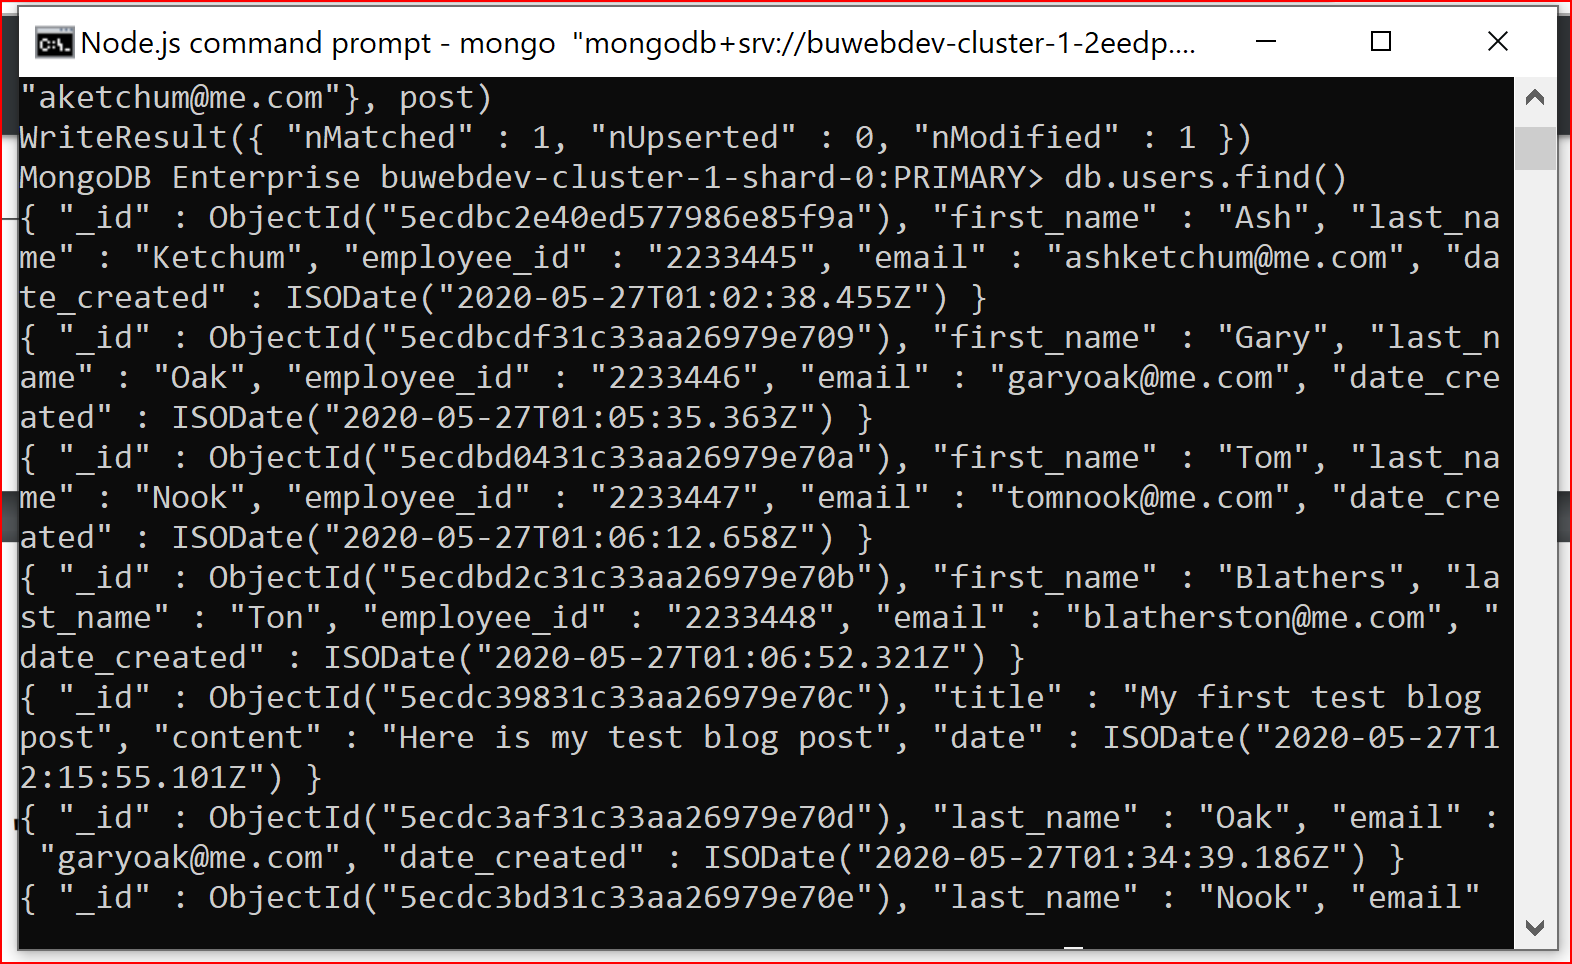 Node.js command prompt - mongo "mongodb+srv://buwebdev-cluster-1-2eedp....
"aketchum@me.com"}, post)
WriteResult({ "nMatched" : 1, "nUpserted" : 0, "nModified" : 1 })
MongoDB Enterprise buwebdev-cluster-1-shard-0:PRIMARY> db.users.find()
{ "_id" : ObjectId("5ecdbc2e40ed577986e85f9a"), "first_name" : "Ash", "last_na
me" : "Ketchum", "employee_id" : "2233445", "email" : "ashketchum@me.com", "da
te_created" : ISODate("2020-05-27T01:02:38.455Z") }
{ "_id" : ObjectId("5ecdbcdf31c33aa26979e709"), "first_name" : "Gary", "last_n
ame" : "Oak", "employee_id" : "2233446", "email" : "garyoak@me.com", "date_cre
ated" : ISODate("2020-05-27T01:05:35.363Z") }
{ "_id" : ObjectId("5ecdbd0431c33aa26979e70a"), "first_name" : "Tom", "last_na
me" : "Nook", "employee_id" : "2233447", "email" : "tomnook@me.com", "date_cre
ated" : ISODate("2020-05-27T01:06:12.658Z") }
{ "_id" : ObjectId("5ecdbd2c31c33aa26979e70b"), "first_name" : "Blathers", "la
st_name" : "Ton", "employee_id" : "2233448", "email" : "blatherston@me.com", "
date_created" : ISODate("2020-05-27T01:06:52.321Z") }
{ "_id" : ObjectId("5ecdc39831c33aa26979e70c"), "title" : "My first test blog
post", "content" : "Here is my test blog post", "date" : ISODate("2020-05-27T1
2:15:55.101Z") }
{ "_id" : ObjectId("5ecdc3af31c33aa26979e70d"), "last_name" : "Oak", "email" :
"garyoak@me.com", "date_created" : ISODate("2020-05-27T01:34:39.186Z") }
{ "_id" : ObjectId("5ecdc3bd31c33aa26979e70e"), "last_name" : "Nook", "email"